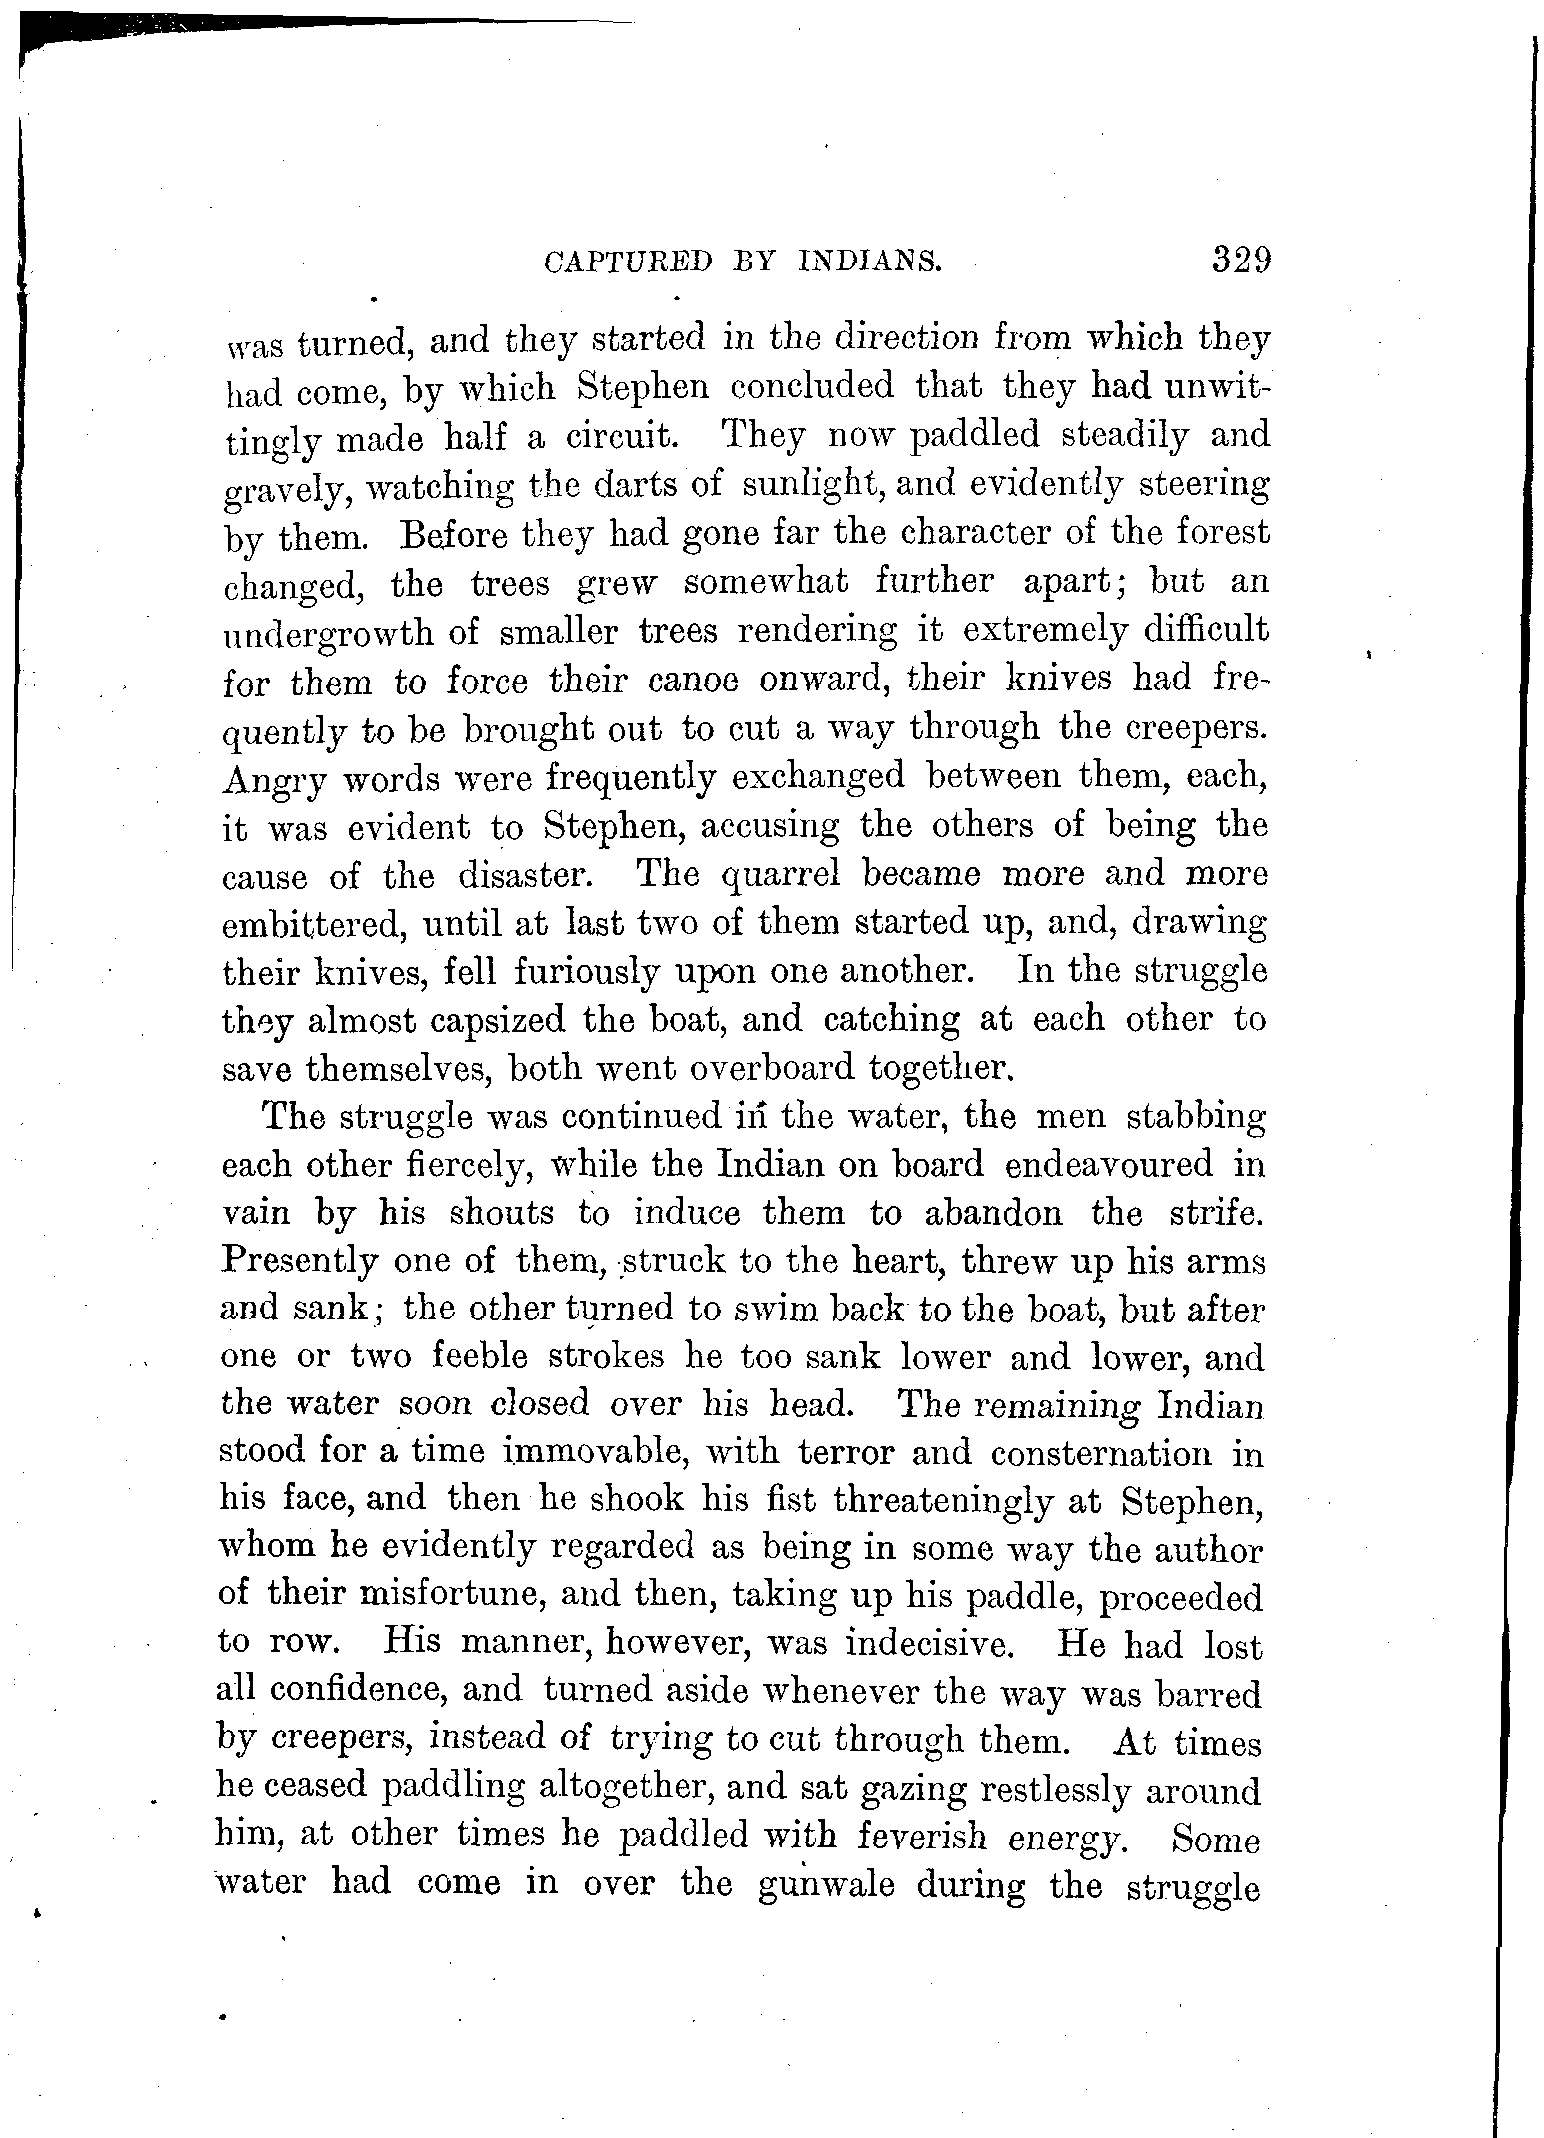 CAPTURED BY INDIANS. 329
was turned, and they started in the direction from which they
had come, by which Stephen concluded that they had unwit-
tingly made half a circuit. They now paddled steadily and
gravely, watching the darts of sunlight, and evidently steering
by them. Before they had gone far the character of the forest
changed, the trees grew somewhat further apart; but an
undergrowth of smaller trees rendering it extremely difficult
for them to force their canoe onward, their knives had fre-
quently to be brought out to cut a way through the creepers.
Angry words were frequently exchanged between them, each,
it was evident to Stephen, accusing the others of being the
cause of the disaster. The quarrel became more and more
embittered, until at last two of them started up, and, drawing
their knives, fell furiously upon one another. In the struggle
they almost capsized the boat, and catching at each other to
save themselves, both went overboard together.
The struggle was continued in the water, the men stabbing
each other fiercely, while the Indian on board endeavoured in
vain by his shouts to induce them to abandon the strife.
Presently one of them, struck to the heart, threw up his arms
and sank; the other turned to swim back to the boat, but after
one or two feeble strokes he too sank lower and lower, and
the water soon closed over his head. The remaining Indian
stood for a time immovable, with terror and consternation in
his face, and then he shook his fist threateningly at Stephen,
whom he evidently regarded as being in some way the author
of their misfortune, and then, taking up his paddle, proceeded
to row. His manner, however, was indecisive. He had lost
all confidence, and turned aside whenever the way was barred
by creepers, instead of trying to cut through them. At times
he ceased paddling altogether, and sat gazing restlessly around
him, at other times he paddled with feverish energy. Some
water had come in over the gunwale during the struggle